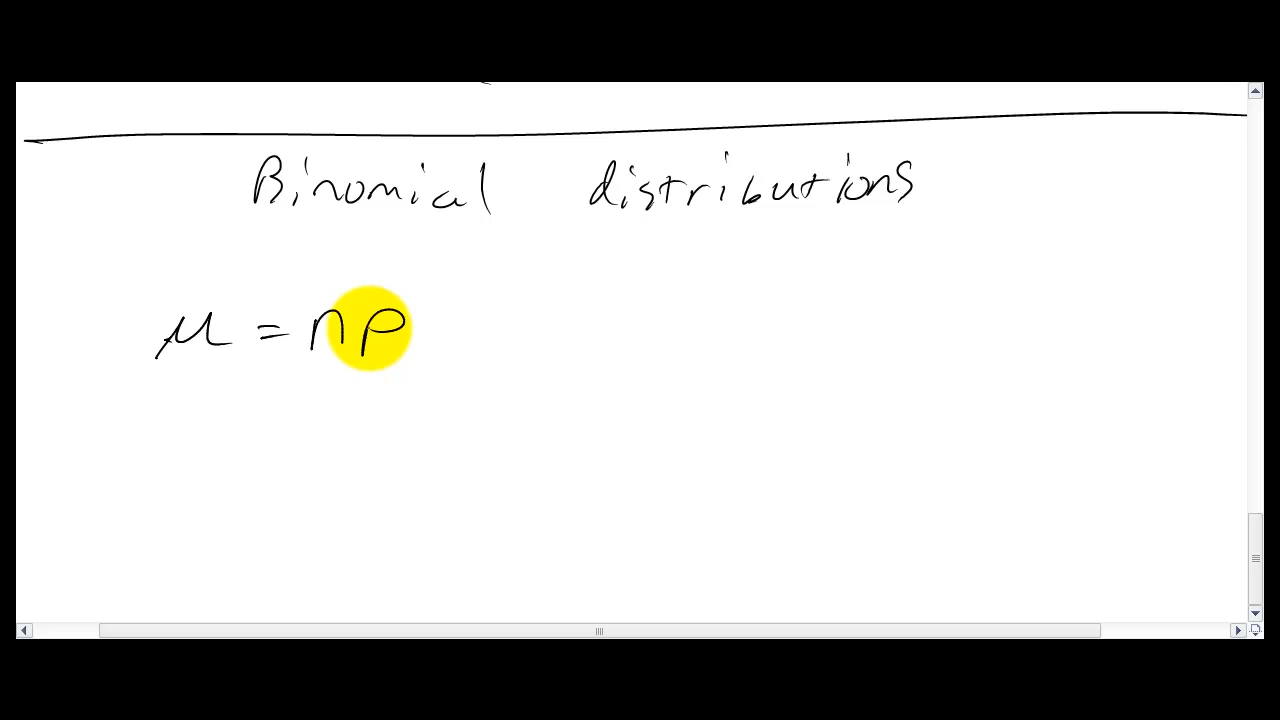 Binomial distributions
μ = np